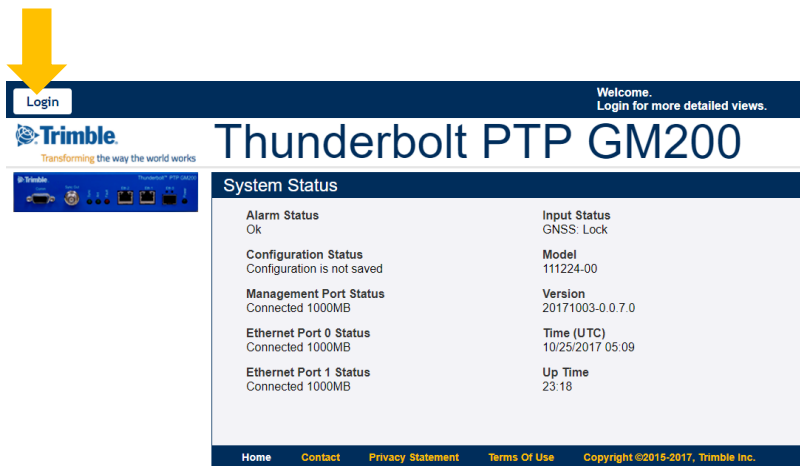 Login
Welcome.
Login for more detailed views.
Trimble.
Transforming the way the world works
Thunderbolt PTP GM200
Trimble
Thunderbolt™ PTP GM200
System Status
Alarm Status
Ok
Configuration Status
Configuration is not saved
Management Port Status
Connected 1000MB
Ethernet Port 0 Status
Connected 1000MB
Ethernet Port 1 Status
Connected 1000MB
Input Status
GNSS: Lock
Model
111224-00
Version
20171003-0.0.7.0
Time (UTC)
10/25/2017 05:09
Up Time
23:18
Home Contact Privacy Statement Terms Of Use Copyright ©2015-2017, Trimble Inc.